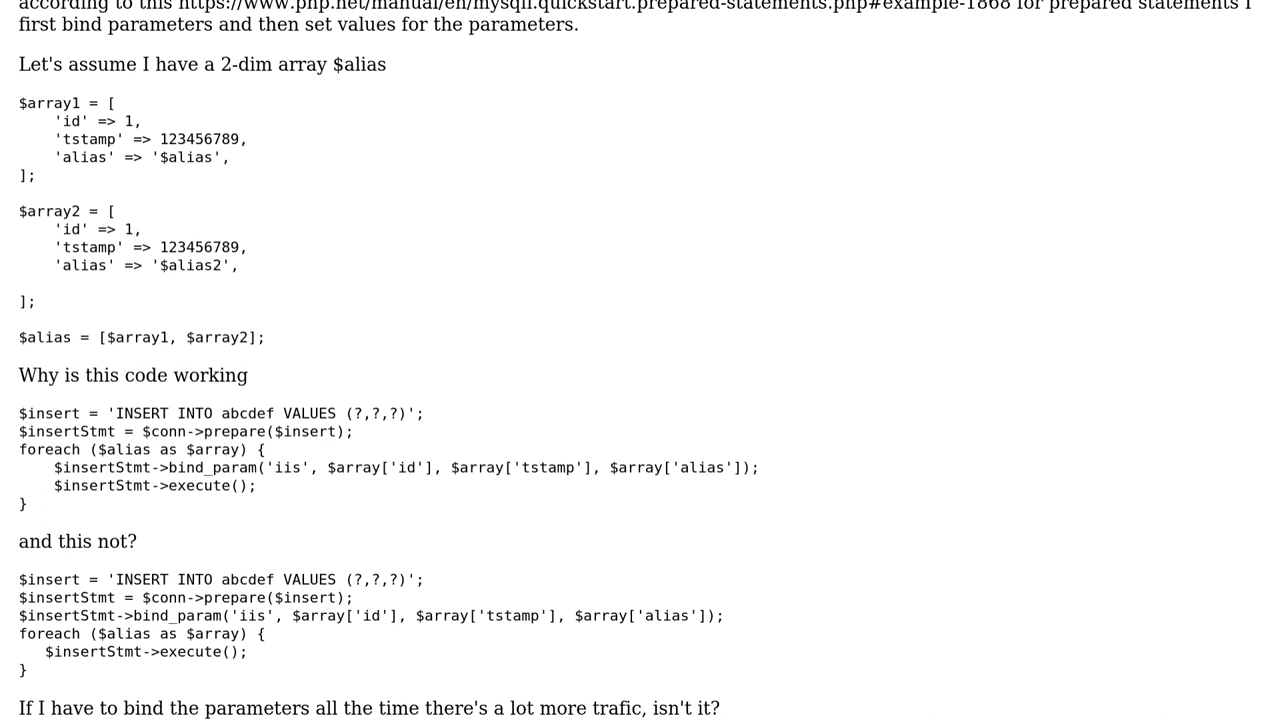 according to this https://www.php.net/manual/en/mysqli.quickstart.prepared-statements.php#example-1868 for prepared statements I
first bind parameters and then set values for the parameters.
Let's assume I have a 2-dim array $alias
$array1 = [
    'id' => 1,
    'tstamp' => 123456789,
    'alias' => '$alias',
];
$array2 = [
    'id' => 1,
    'tstamp' => 123456789,
    'alias' => '$alias2',
];
$alias = [$array1, $array2];
Why is this code working
$insert = 'INSERT INTO abcdef VALUES (?,?,?)';
$insertStmt = $conn->prepare($insert);
foreach ($alias as $array) {
    $insertStmt->bind_param('iis', $array['id'], $array['tstamp'], $array['alias']);
    $insertStmt->execute();
}
and this not?
$insert = 'INSERT INTO abcdef VALUES (?,?,?)';
$insertStmt = $conn->prepare($insert);
$insertStmt->bind_param('iis', $array['id'], $array['tstamp'], $array['alias']);
foreach ($alias as $array) {
   $insertStmt->execute();
}
If I have to bind the parameters all the time there's a lot more trafic, isn't it?